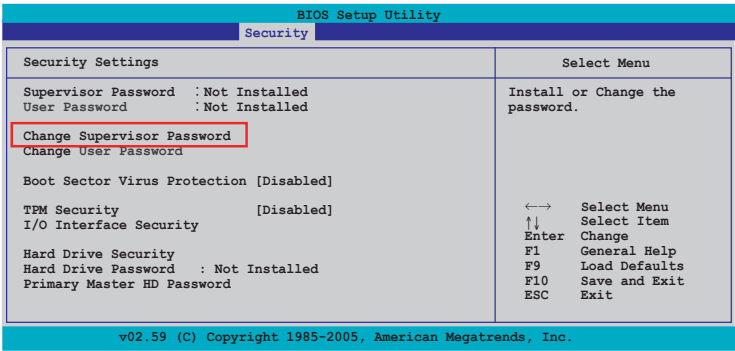 BIOS Setup Utility
Security
Security Settings
Supervisor Password : Not Installed
User Password : Not Installed
Change Supervisor Password
Change User Password
Boot Sector Virus Protection [Disabled]
TPM Security [Disabled]
I/O Interface Security
Hard Drive Security
Hard Drive Password : Not Installed
Primary Master HD Password
Select Menu
Install or Change the
password.
←→ Select Menu
↑↓ Select Item
Enter Change
F1 General Help
F9 Load Defaults
F10 Save and Exit
ESC Exit
v02.59 (C) Copyright 1985-2005, American Megatrends, Inc.